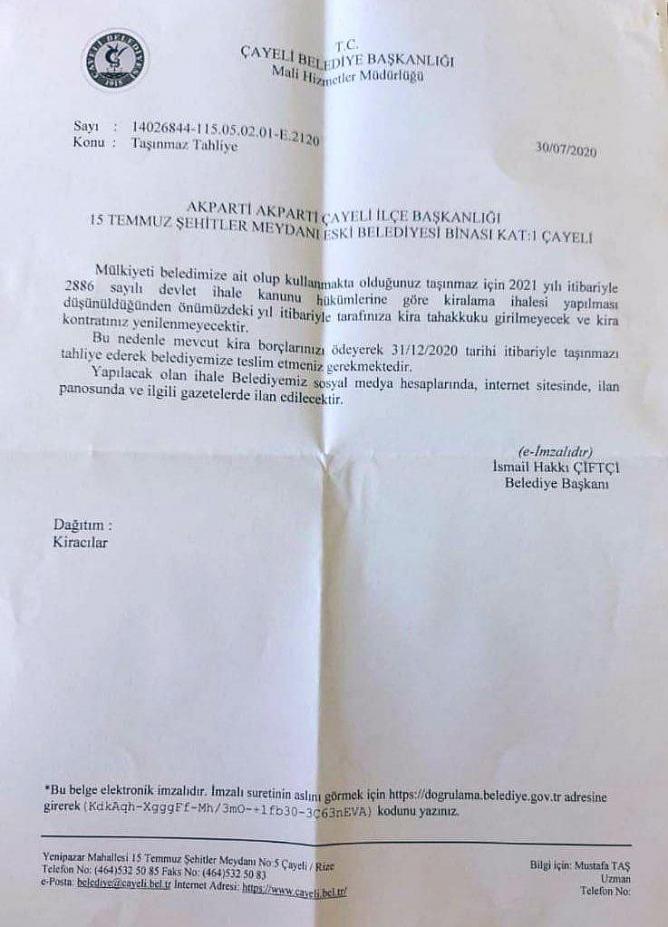 ÇAYELİ BELEDİYESİ
1915
T.C.
ÇAYELİ BELEDİYE BAŞKANLIĞI
Mali Hizmetler Müdürlüğü
Sayı : 14026844-115.05.02.01-E.2120
Konu : Taşınmaz Tahliye
30/07/2020
AKPARTİ AKPARTİ ÇAYELİ İLÇE BAŞKANLIĞI
15 TEMMUZ ŞEHİTLER MEYDANI ESKİ BELEDİYESİ BİNASI KAT:1 ÇAYELİ
Mülkiyeti beledimize ait olup kullanmakta olduğunuz taşınmaz için 2021 yılı itibariyle
2886 sayılı devlet ihale kanunu hükümlerine göre kiralama ihalesi yapılması
düşünüldüğünden önümüzdeki yıl itibariyle tarafınıza kira tahakkuku girilmeyecek ve kira
kontratınız yenilenmeyecektir.
Bu nedenle mevcut kira borçlarınızı ödeyerek 31/12/2020 tarihi itibariyle taşınmazı
tahliye ederek belediyemize teslim etmeniz gerekmektedir.
Yapılacak olan ihale Belediyemiz sosyal medya hesaplarında, internet sitesinde, ilan
panosunda ve ilgili gazetelerde ilan edilecektir.
(e-İmzalıdır)
İsmail Hakkı ÇİFTÇİ
Belediye Başkanı
Dağıtım :
Kiracılar
*Bu belge elektronik imzalıdır. İmzalı suretinin aslını görmek için https://dogrulama.belediye.gov.tr adresine
girerek (KdkAqh-XgggFf-Mh/3mO-+1fb30-3C63nEVA) kodunu yazınız.
Yenipazar Mahallesi 15 Temmuz Şehitler Meydanı No:5 Çayeli / Rize
Telefon No: (464)532 50 85 Faks No: (464)532 50 83
e-Posta: belediye@cayeli.bel.tr İnternet Adresi: https://www.cayeli.bel.tr/
Bilgi için: Mustafa TAŞ
Uzman
Telefon No: